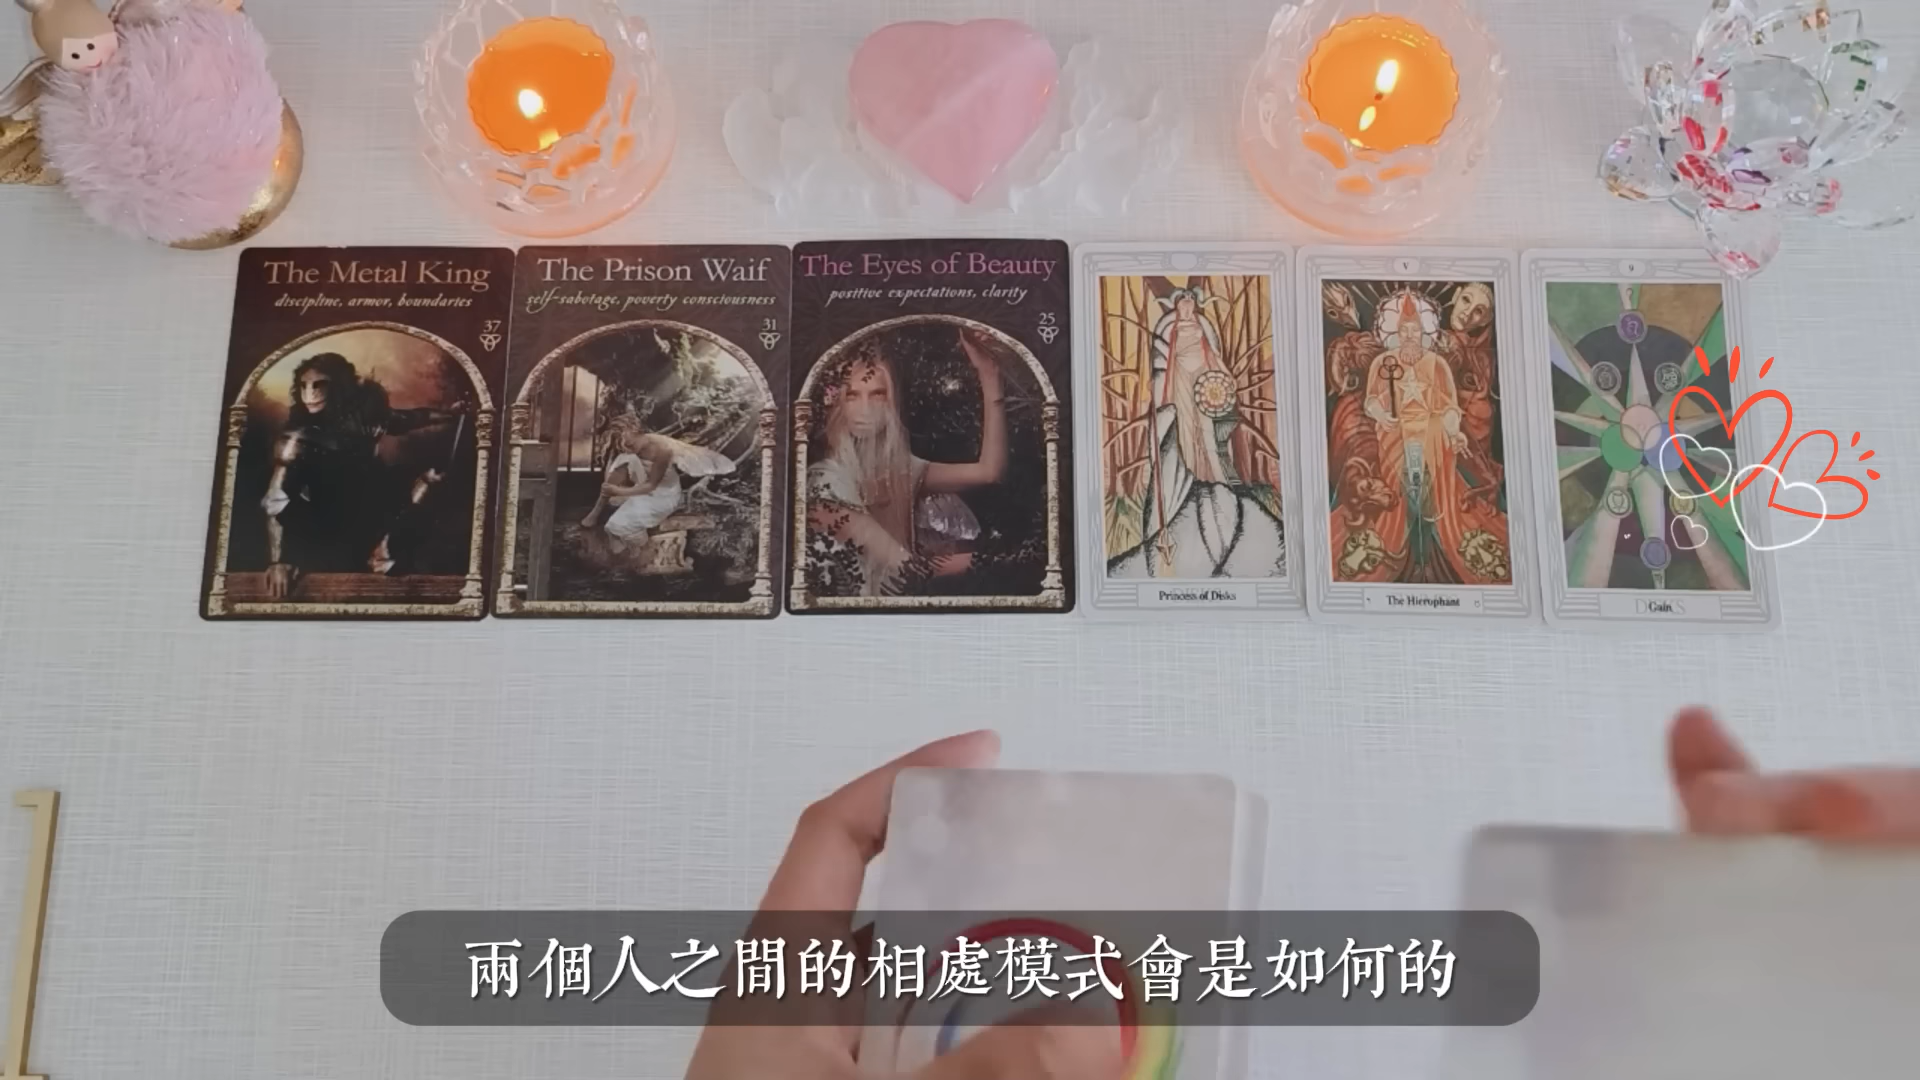 The Metal King
discipline, armor, boundaries
37
The Prison Waif
self-sabotage, poverty consciousness
31
The Eyes of Beauty
positive expectations, clarity
25
Princess of Disks
V
The Hierophant
9
Gain
1
兩個人之間的相處模式會是如何的